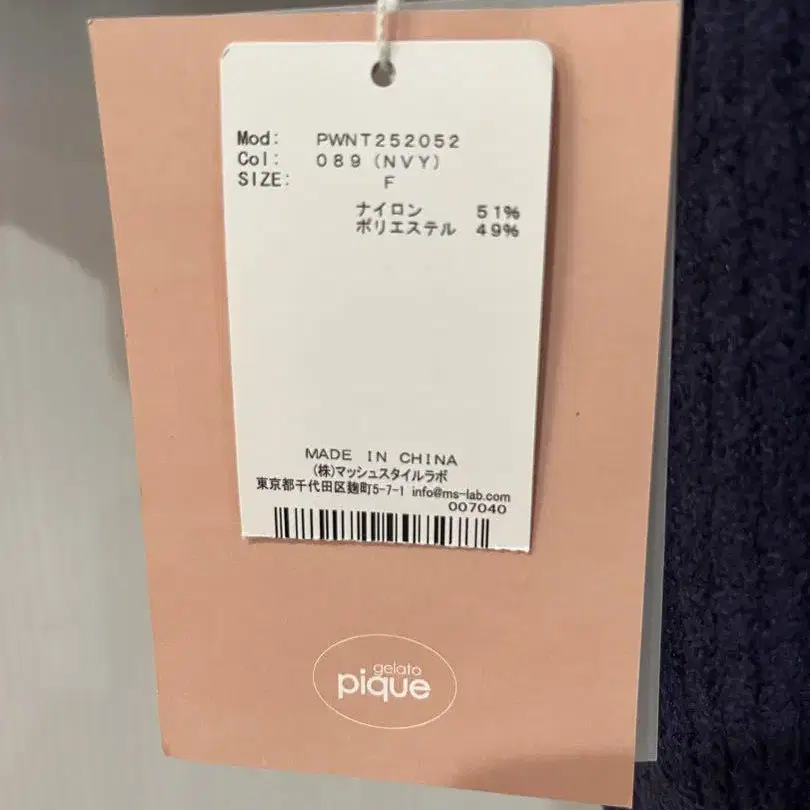 Mod: PWNT252052
Col: 089 (NVY)
SIZE: F
ナイロン 51%
ポリエステル 49%
MADE IN CHINA
(株)マッシュスタイルラボ
東京都千代田区麹町5-7-1 info@ms-lab.com
007040
gelato
pique